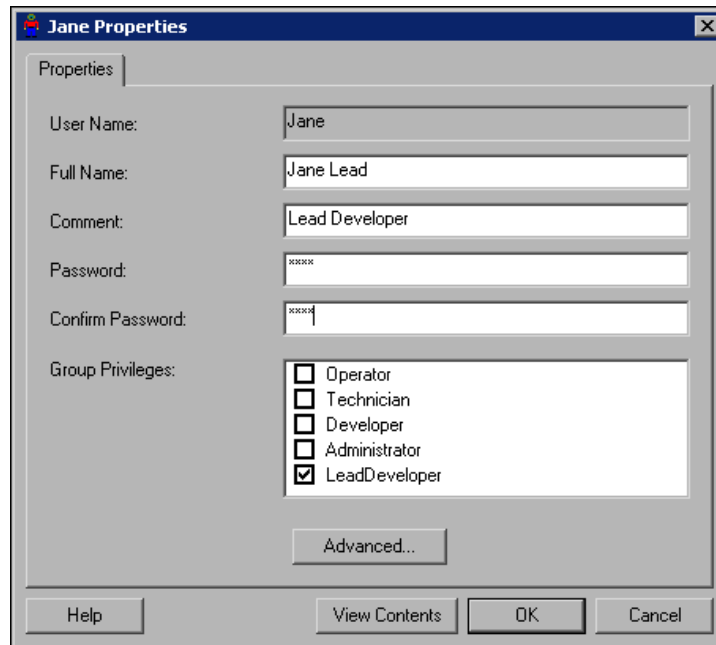 Jane Properties
Properties
User Name: Jane
Full Name: Jane Lead
Comment: Lead Developer
Password: ****
Confirm Password: ****
Group Privileges:
Operator
Technician
Developer
Administrator
LeadDeveloper
Advanced...
Help View Contents OK Cancel